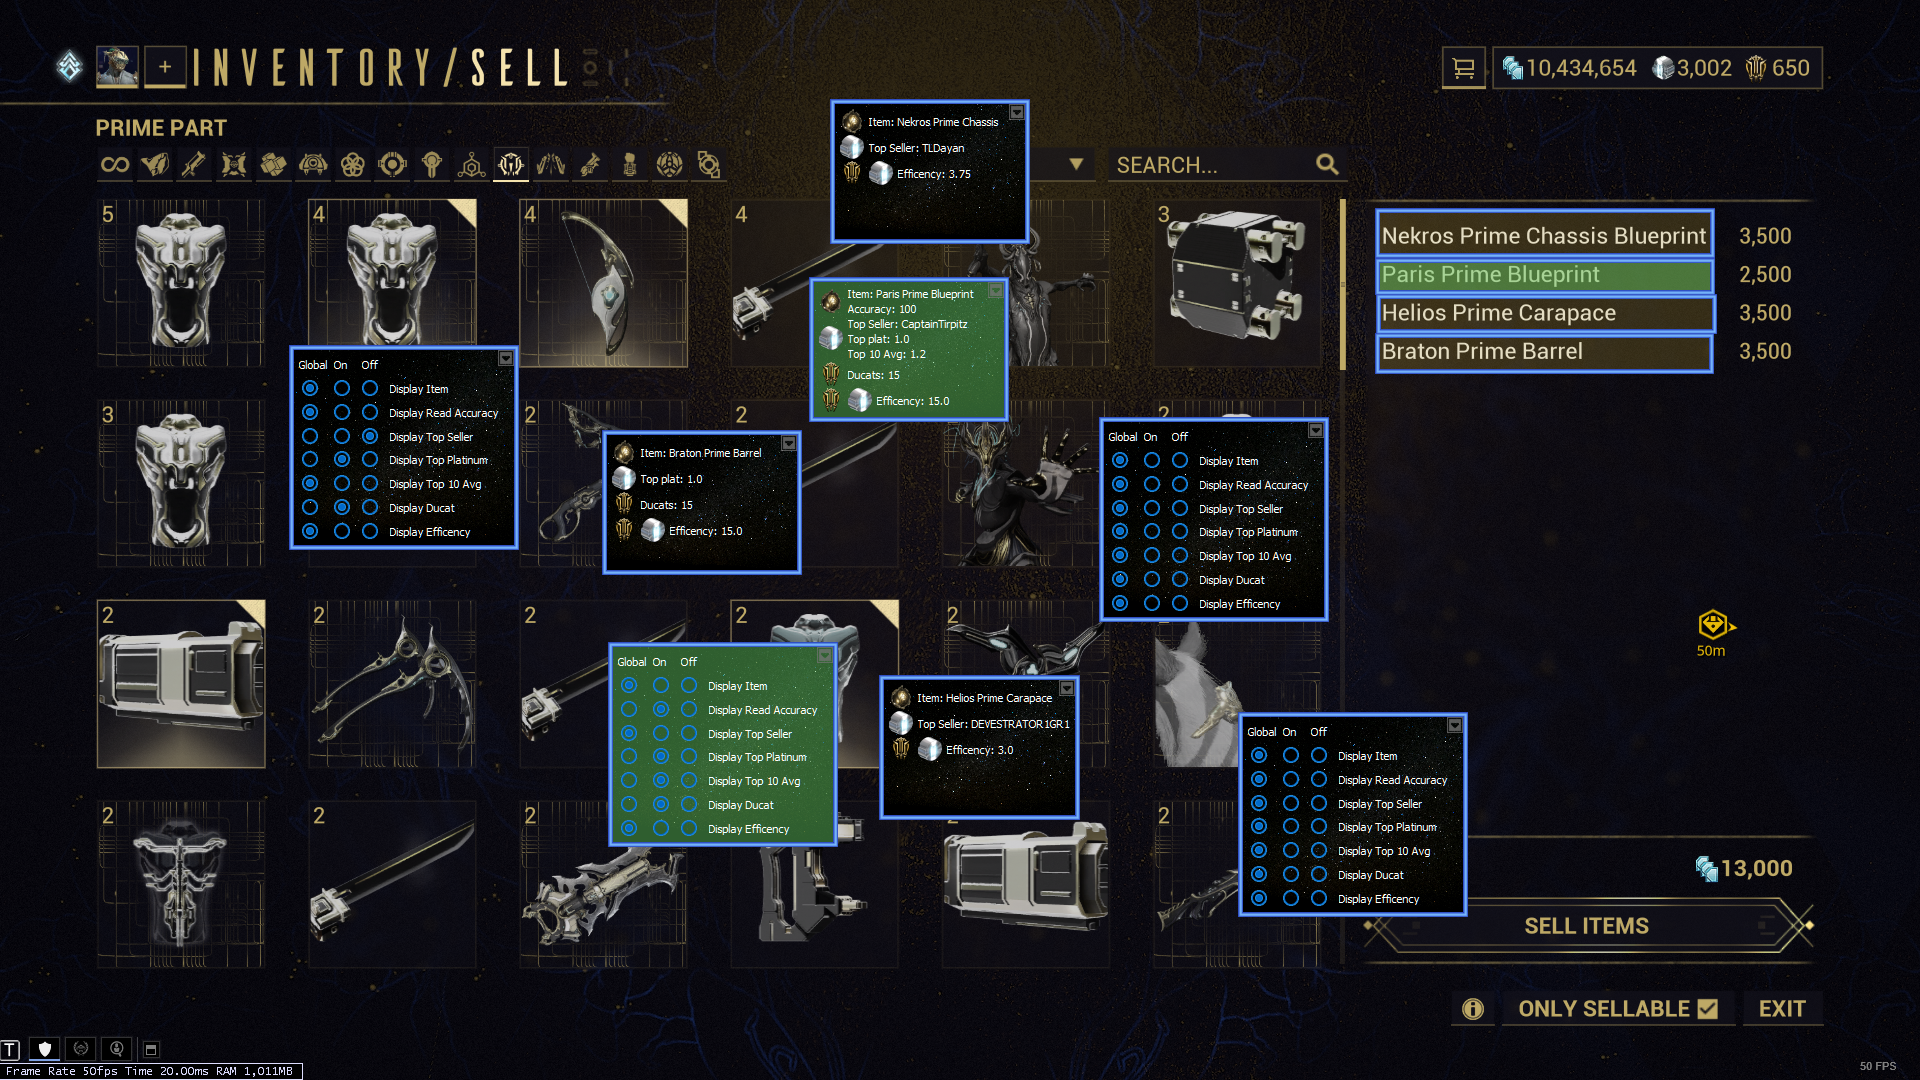 +
INVENTORY/SELL
10,434,654
3,002
650
PRIME PART
SEARCH...
Item: Nekros Prime Chassis
Top Seller: TLDayan
Efficency: 3.75
5
4
4
4
3
Nekros Prime Chassis Blueprint 3,500
Paris Prime Blueprint 2,500
Helios Prime Carapace 3,500
Braton Prime Barrel 3,500
Item: Paris Prime Blueprint
Accuracy: 100
Top Seller: CaptainTirpitz
Top plat: 1.0
Top 10 Avg: 1.2
Ducats: 15
Efficency: 15.0
Global On Off
Display Item
Display Read Accuracy
Display Top Seller
Display Top Platinum
Display Top 10 Avg
Display Ducat
Display Efficency
3
2
2
2
Item: Braton Prime Barrel
Top plat: 1.0
Ducats: 15
Efficency: 15.0
Global On Off
Display Item
Display Read Accuracy
Display Top Seller
Display Top Platinum
Display Top 10 Avg
Display Ducat
Display Efficency
2
2
2
2
2
50m
Global On Off
Display Item
Display Read Accuracy
Display Top Seller
Display Top Platinum
Display Top 10 Avg
Display Ducat
Display Efficency
Item: Helios Prime Carapace
Top Seller: DEVESTRATOR1GR1
Efficency: 3.0
Global On Off
Display Item
Display Read Accuracy
Display Top Seller
Display Top Platinum
Display Top 10 Avg
Display Ducat
Display Efficency
2
2
2
2
13,000
SELL ITEMS
ONLY SELLABLE
EXIT
T
Frame Rate 50fps Time 20.00ms RAM 1,011MB
50 FPS